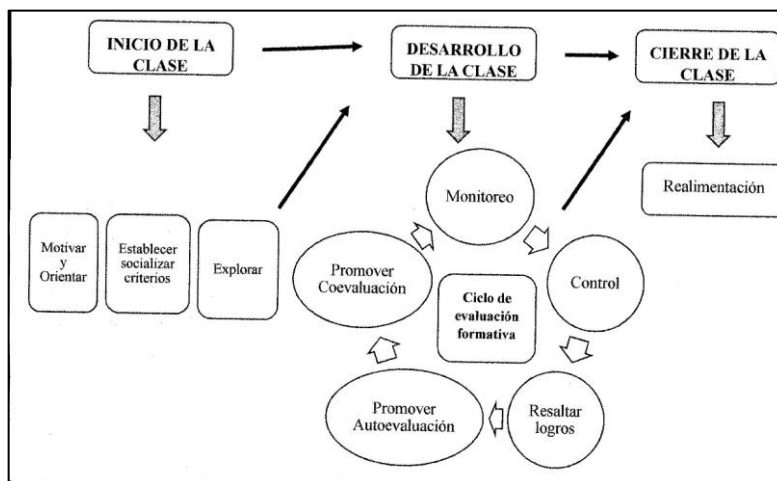 INICIO DE LA
CLASE
DESARROLLO
DE LA CLASE
CIERRE DE LA
CLASE
Motivar
y
Orientar
Establecer
socializar
criterios
Explorar
Monitoreo
Control
Resaltar
logros
Promover
Autoevaluación
Promover
Coevaluación
Ciclo de
evaluación
formativa
Realimentación